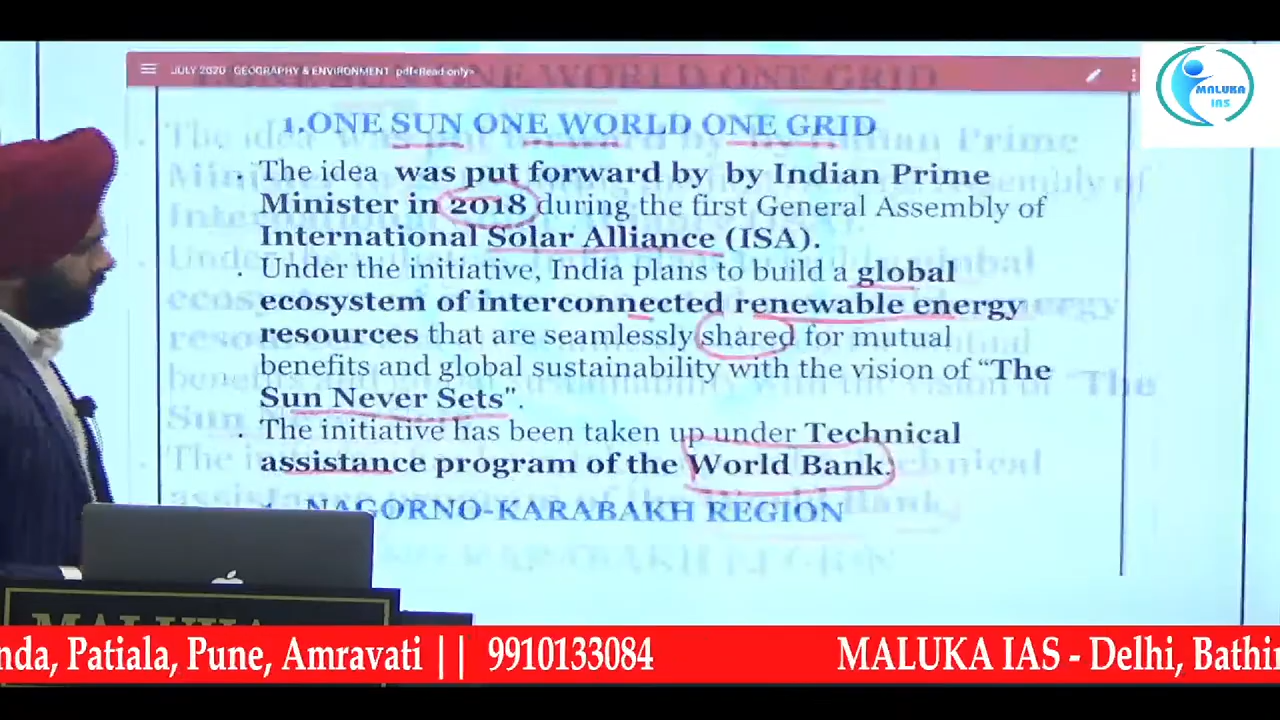 JULY 2020 GEOGRAPHY & ENVIRONMENT pdf<Read only>
MALUKA
IAS
1.ONE SUN ONE WORLD ONE GRID
. The idea was put forward by by Indian Prime
Minister in 2018 during the first General Assembly of
International Solar Alliance (ISA).
. Under the initiative, India plans to build a global
ecosystem of interconnected renewable energy
resources that are seamlessly shared for mutual
benefits and global sustainability with the vision of “The
Sun Never Sets".
. The initiative has been taken up under Technical
assistance program of the World Bank.
NAGORNO-KARABAKH REGION
MALUKA
nda, Patiala, Pune, Amravati || 9910133084 MALUKA IAS - Delhi, Bathin